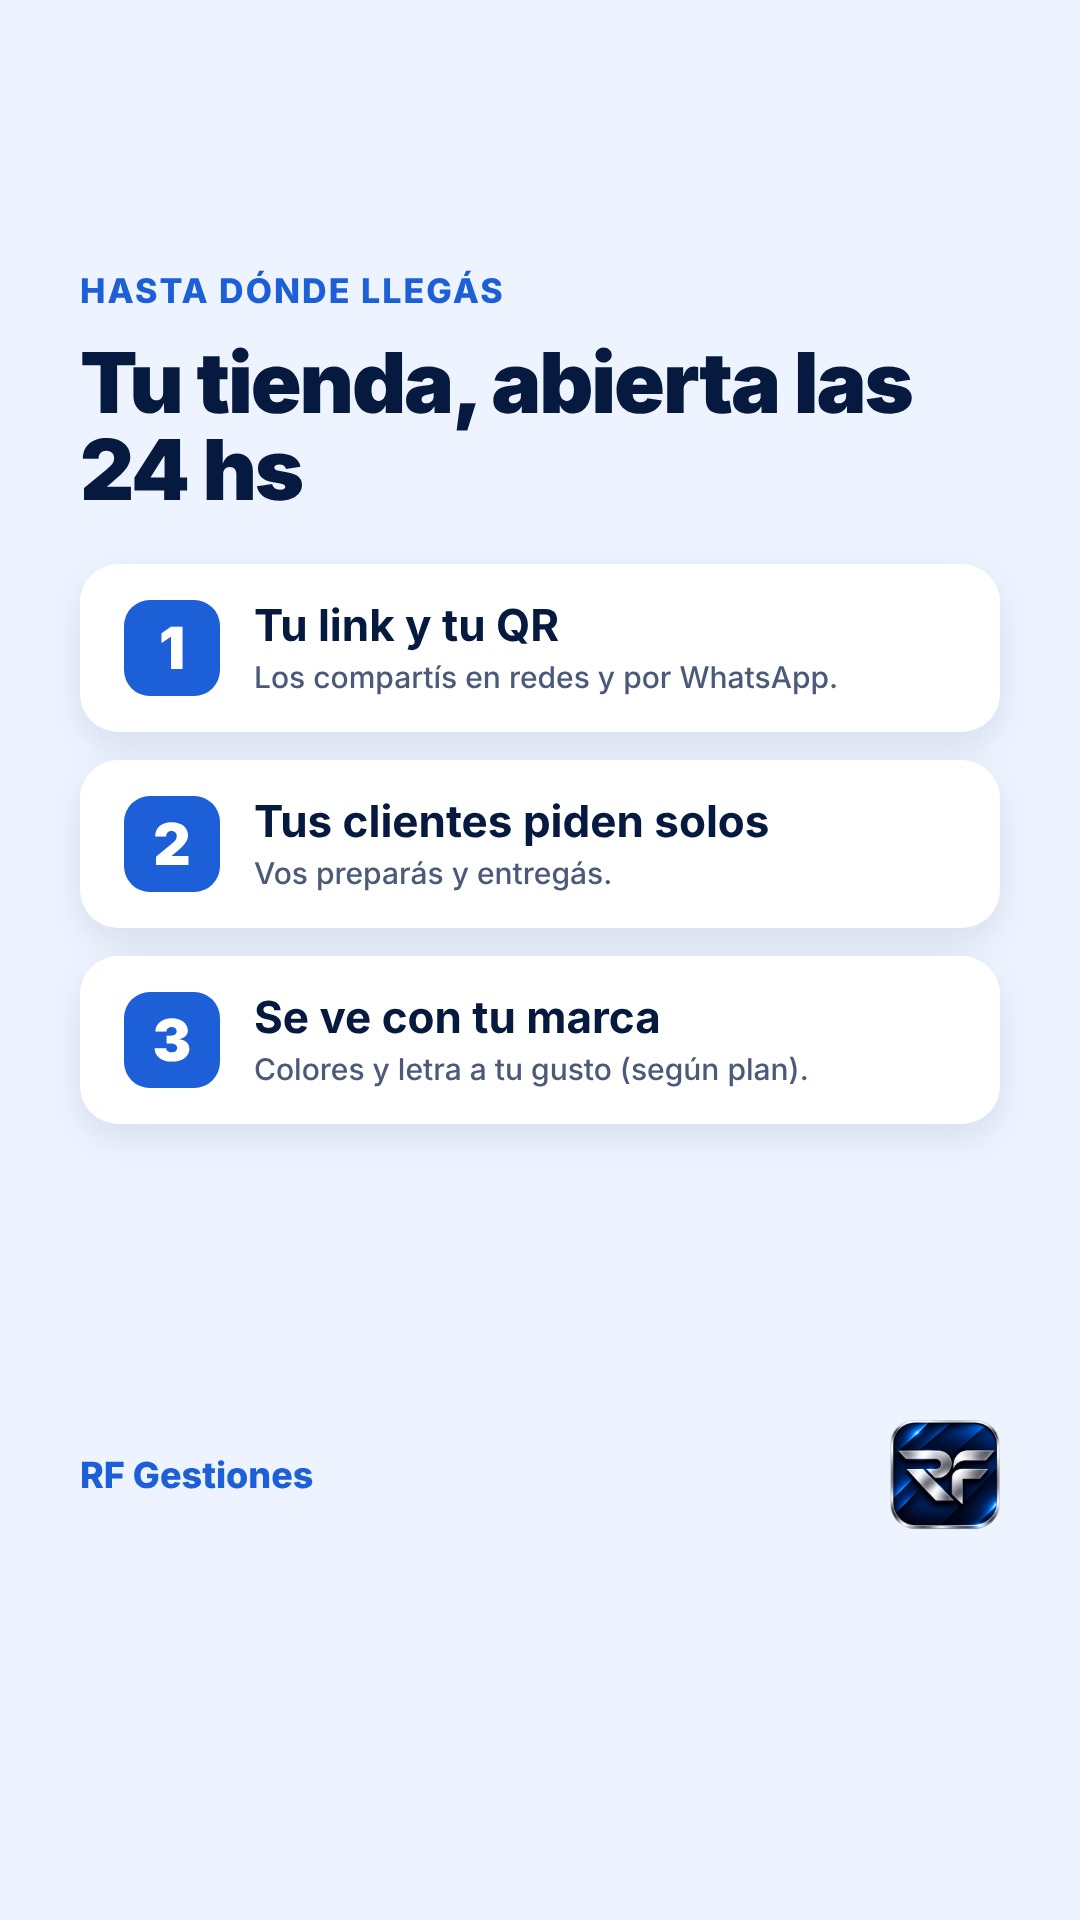 HASTA DÓNDE LLEGÁS
Tu tienda, abierta las
24 hs
1
Tu link y tu QR
Los compartís en redes y por WhatsApp.
2
Tus clientes piden solos
Vos preparás y entregás.
3
Se ve con tu marca
Colores y letra a tu gusto (según plan).
RF Gestiones
RF